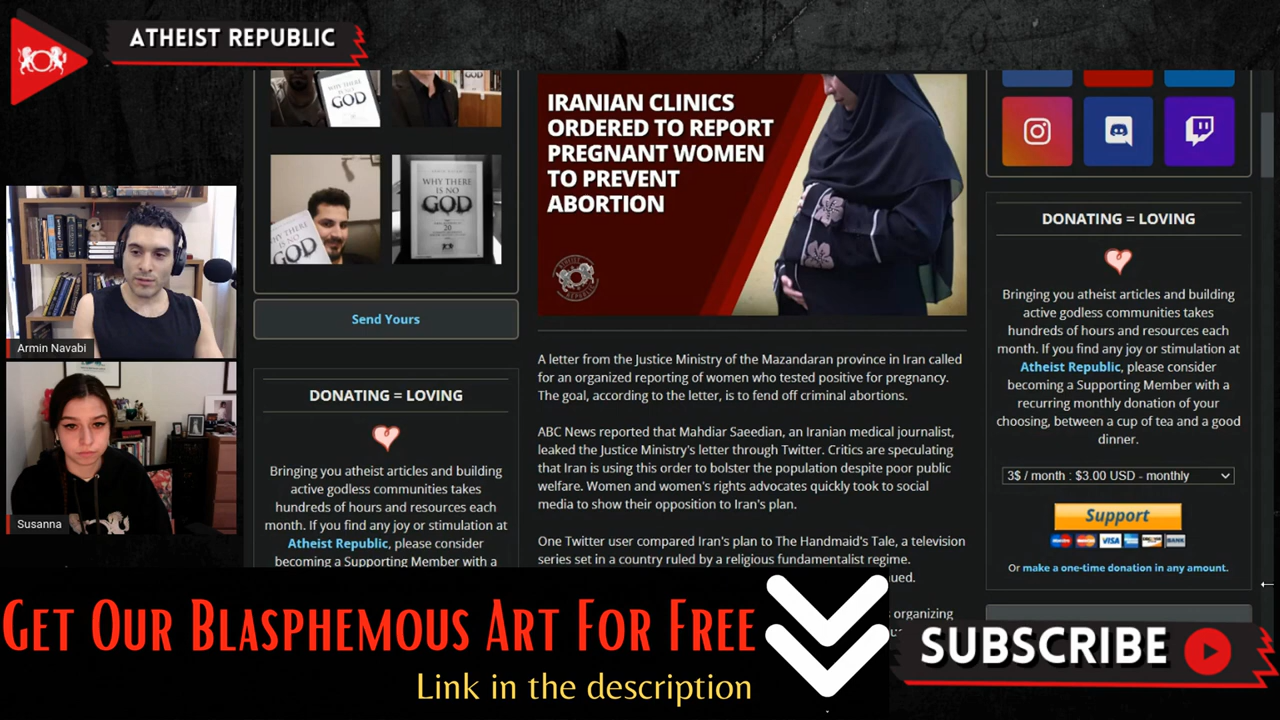 ATHEIST REPUBLIC
Armin Navabi
Susanna
WHY THERE
IS NO
GOD
WHY THERE
IS NO
GOD
20
Send Yours
DONATING = LOVING
Bringing you atheist articles and building
active godless communities takes
hundreds of hours and resources each
month. If you find any joy or stimulation at
Atheist Republic, please consider
becoming a Supporting Member with a
IRANIAN CLINICS
ORDERED TO REPORT
PREGNANT WOMEN
TO PREVENT
ABORTION
A letter from the Justice Ministry of the Mazandaran province in Iran called
for an organized reporting of women who tested positive for pregnancy.
The goal, according to the letter, is to fend off criminal abortions.
ABC News reported that Mahdiar Saeedian, an Iranian medical journalist,
leaked the Justice Ministry's letter through Twitter. Critics are speculating
that Iran is using this order to bolster the population despite poor public
welfare. Women and women's rights advocates quickly took to social
media to show their opposition to Iran's plan.
One Twitter user compared Iran's plan to The Handmaid's Tale, a television
series set in a country ruled by a religious fundamentalist regime.
organizing
DONATING = LOVING
Bringing you atheist articles and building
active godless communities takes
hundreds of hours and resources each
month. If you find any joy or stimulation at
Atheist Republic, please consider
becoming a Supporting Member with a
recurring monthly donation of your
choosing, between a cup of tea and a good
dinner.
3$ / month : $3.00 USD - monthly
Support
VISA
BANK
Or make a one-time donation in any amount.
GET OUR BLASPHEMOUS ART FOR FREE
Link in the description
SUBSCRIBE